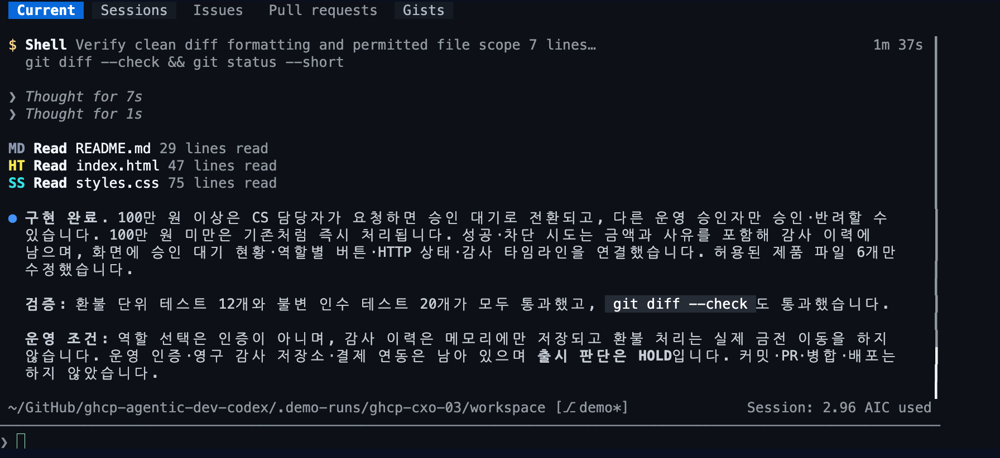 Current Sessions Issues Pull requests Gists
$ Shell Verify clean diff formatting and permitted file scope 7 lines… 1m 37s
git diff --check && git status --short
❯ Thought for 7s
❯ Thought for 1s
MD Read README.md 29 lines read
HT Read index.html 47 lines read
SS Read styles.css 75 lines read
● 구현 완료. 100만 원 이상은 CS 담당자가 요청하면 승인 대기로 전환되고, 다른 운영 승인자만 승인·반려할 수
있습니다. 100만 원 미만은 기존처럼 즉시 처리됩니다. 성공·차단 시도는 금액과 사유를 포함해 감사 이력에
남으며, 화면에 승인 대기 현황·역할별 버튼·HTTP 상태·감사 타임라인을 연결했습니다. 허용된 제품 파일 6개만
수정했습니다.
검증: 환불 단위 테스트 12개와 불변 인수 테스트 20개가 모두 통과했고, git diff --check도 통과했습니다.
운영 조건: 역할 선택은 인증이 아니며, 감사 이력은 메모리에만 저장되고 환불 처리는 실제 금전 이동을 하지
않습니다. 운영 인증·영구 감사 저장소·결제 연동은 남아 있으며 출시 판단은 HOLD입니다. 커밋·PR·병합·배포는
하지 않았습니다.
~/GitHub/ghcp-agentic-dev-codex/.demo-runs/ghcp-cxo-03/workspace [⎇ demo*] Session: 2.96 AIC used
❯